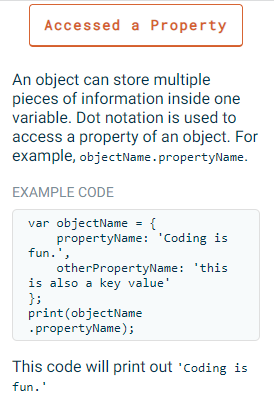 Accessed a Property
An object can store multiple
pieces of information inside one
variable. Dot notation is used to
access a property of an object. For
example, objectName.propertyName.
EXAMPLE CODE
var objectName = {
    propertyName: 'Coding is
fun.',
    otherPropertyName: 'this
is also a key value'
};
print(objectName
.propertyName);
This code will print out 'Coding is
fun.'